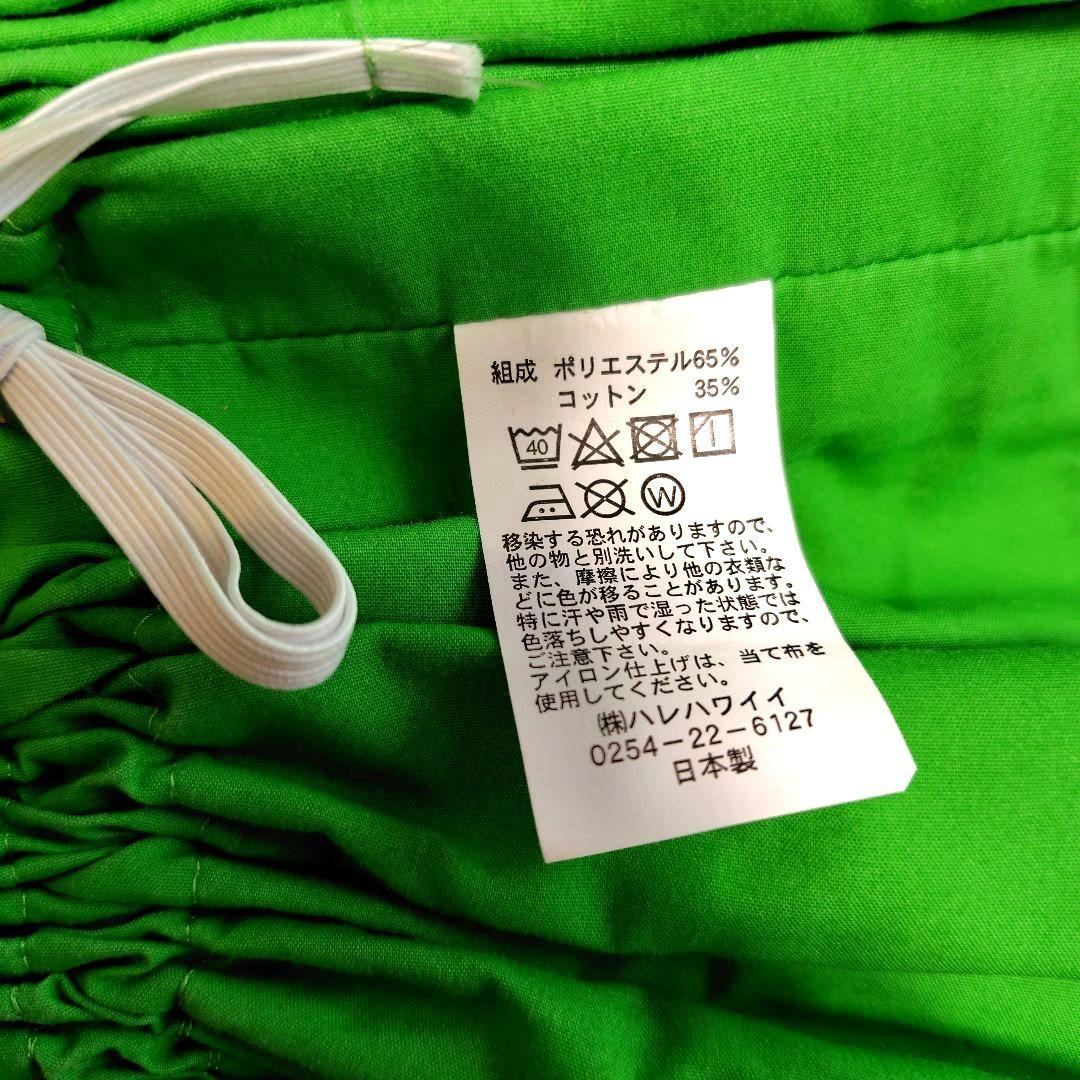 組成 ポリエステル65%
コットン 35%
40
W
移染する恐れがありますので、
他の物と別洗いして下さい。
また、摩擦により他の衣類な
どに色が移ることがあります。
特に汗や雨で湿った状態では
色落ちしやすくなりますので、
ご注意下さい。
アイロン仕上げは、当て布を
使用してください。
㈱ハレハワイイ
0254-22-6127
日本製